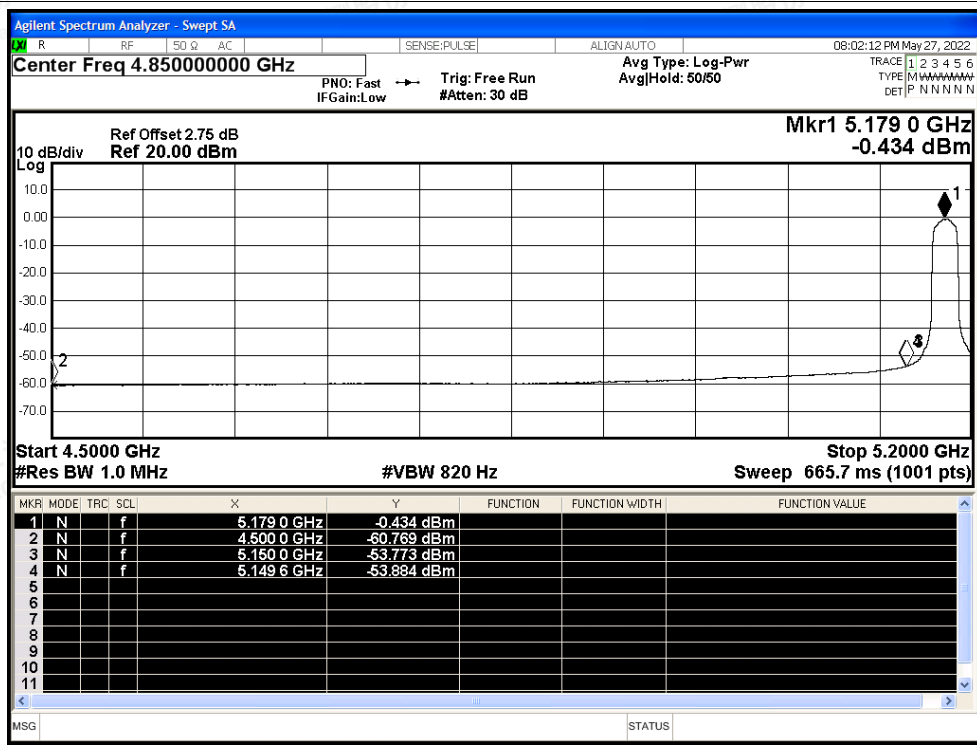 Agilent Spectrum Analyzer - Swept SA
LXI R RF 50 Ω AC SENSE:PULSE ALIGN AUTO 08:02:12 PM May 27, 2022
Center Freq 4.850000000 GHz
PNO: Fast Trig: Free Run Avg Type: Log-Pwr TRACE 1 2 3 4 5 6
IFGain:Low #Atten: 30 dB Avg|Hold: 50/50 TYPE M
DET P N N N N N
Mkr1 5.179 0 GHz
-0.434 dBm
Ref Offset 2.75 dB
10 dB/div Ref 20.00 dBm
Log
10.0
0.00
-10.0
-20.0
-30.0
-40.0
-50.0
-60.0
-70.0
1
2
Start 4.5000 GHz Stop 5.2000 GHz
#Res BW 1.0 MHz #VBW 820 Hz Sweep 665.7 ms (1001 pts)
MKR MODE TRC SCL X Y FUNCTION FUNCTION WIDTH FUNCTION VALUE
1 N f 5.179 0 GHz -0.434 dBm
2 N f 4.500 0 GHz -60.769 dBm
3 N f 5.150 0 GHz -53.773 dBm
4 N f 5.149 6 GHz -53.884 dBm
5
6
7
8
9
10
11
MSG STATUS